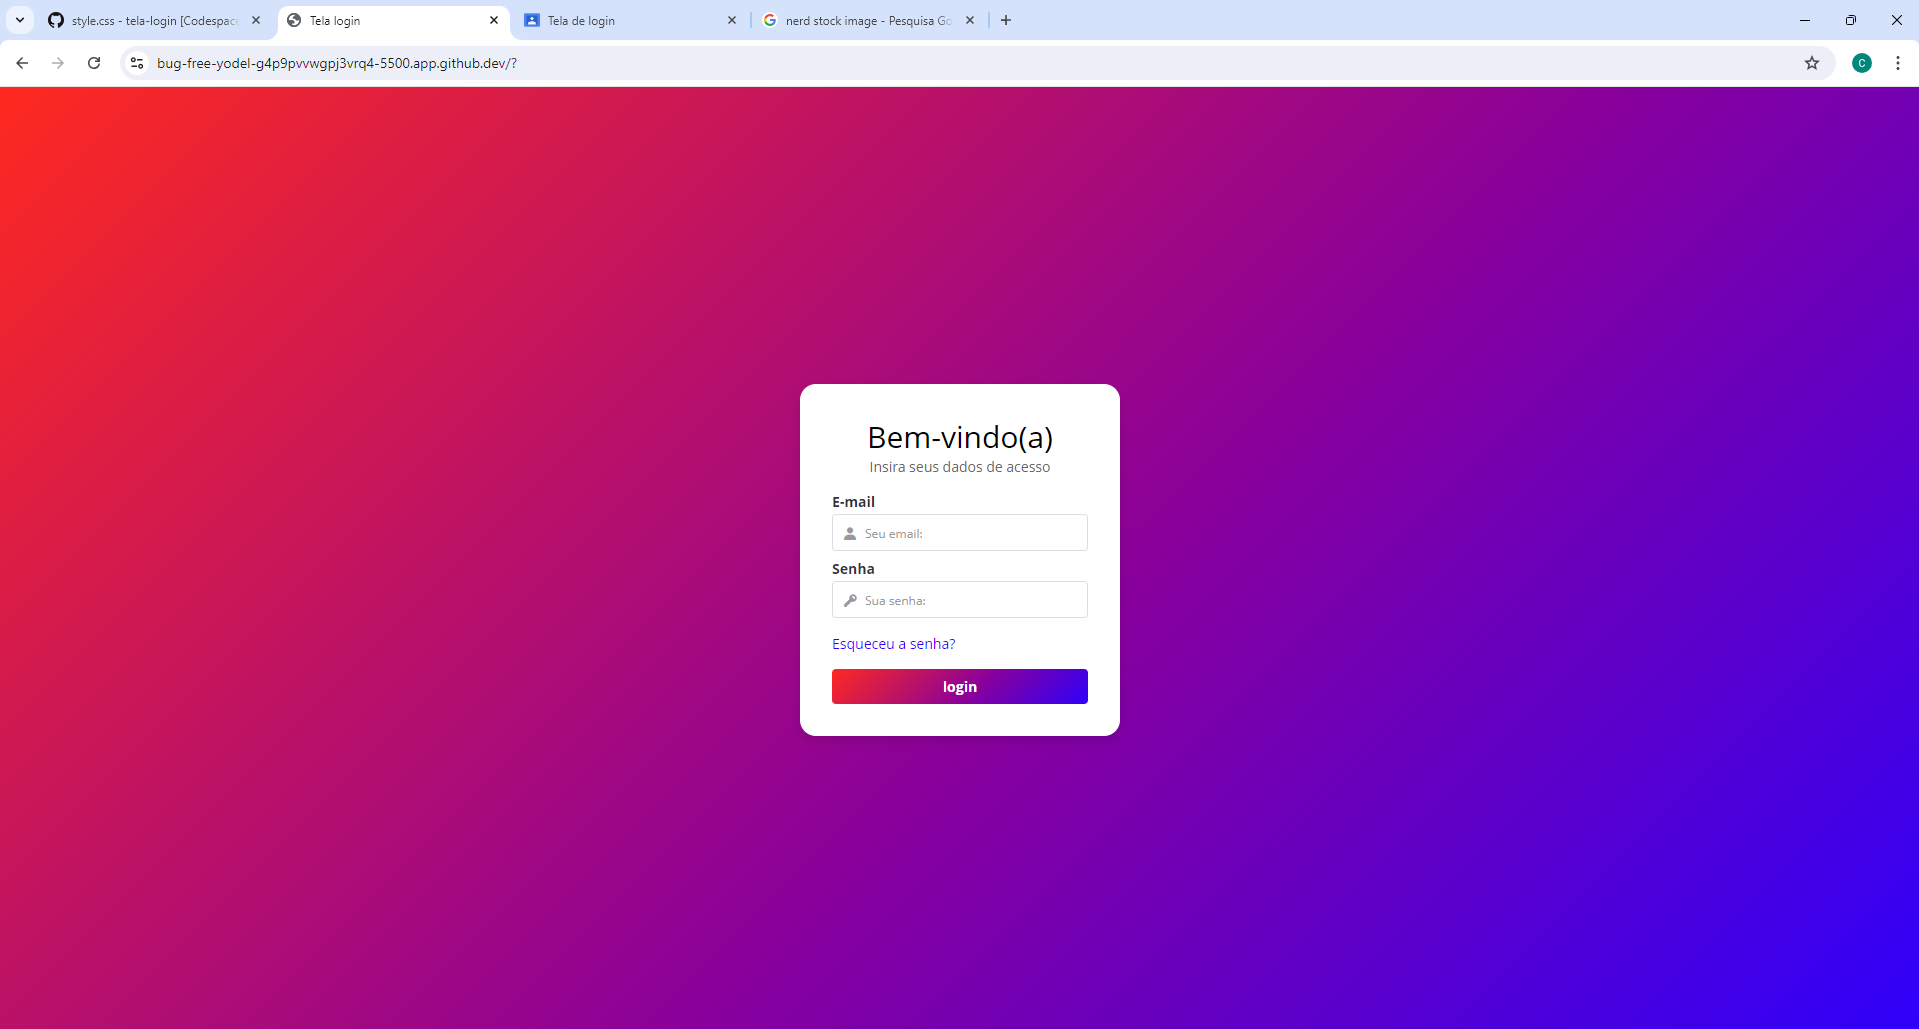 style.css - tela-login [Codespac
Tela login
Tela de login
nerd stock image - Pesquisa Go
bug-free-yodel-g4p9pvvwgpj3vrq4-5500.app.github.dev/?
C
Bem-vindo(a)
Insira seus dados de acesso
E-mail
Seu email:
Senha
Sua senha:
Esqueceu a senha?
login